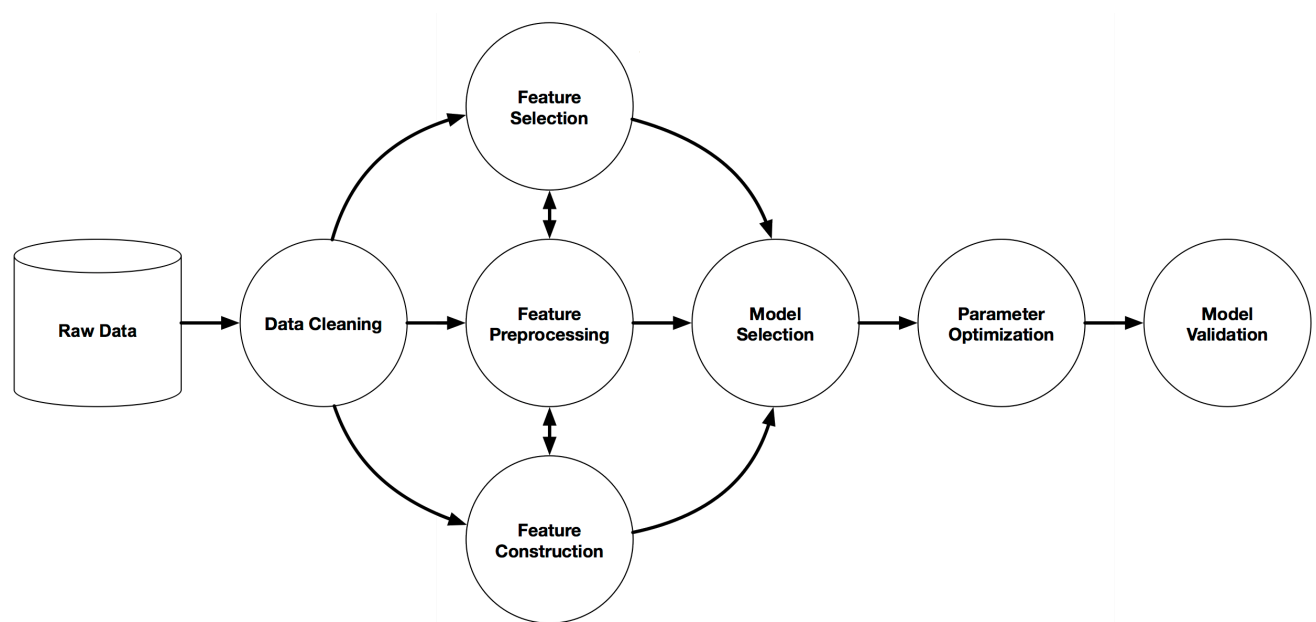 Feature
Selection
Raw Data
Data Cleaning
Feature
Preprocessing
Model
Selection
Parameter
Optimization
Model
Validation
Feature
Construction